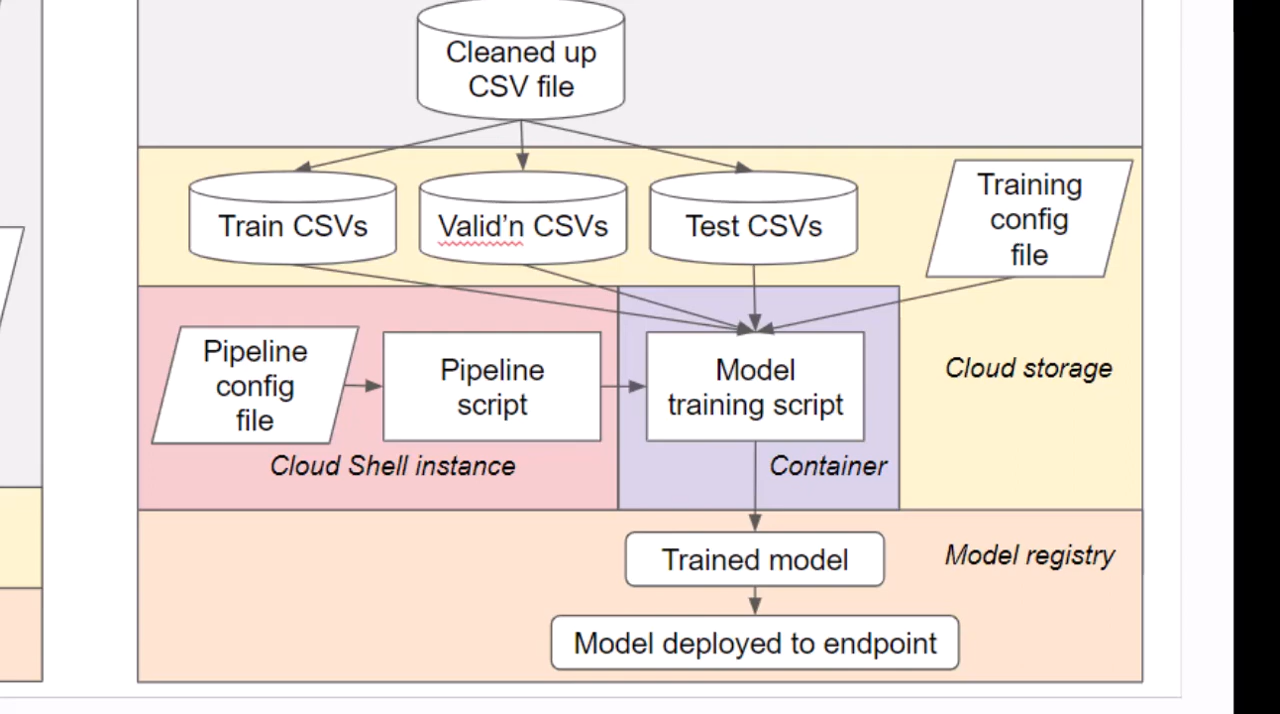 Cleaned up
CSV file
Train CSVs
Valid’n CSVs
Test CSVs
Training
config
file
Pipeline
config
file
Pipeline
script
Model
training script
Cloud storage
Cloud Shell instance
Container
Trained model
Model registry
Model deployed to endpoint